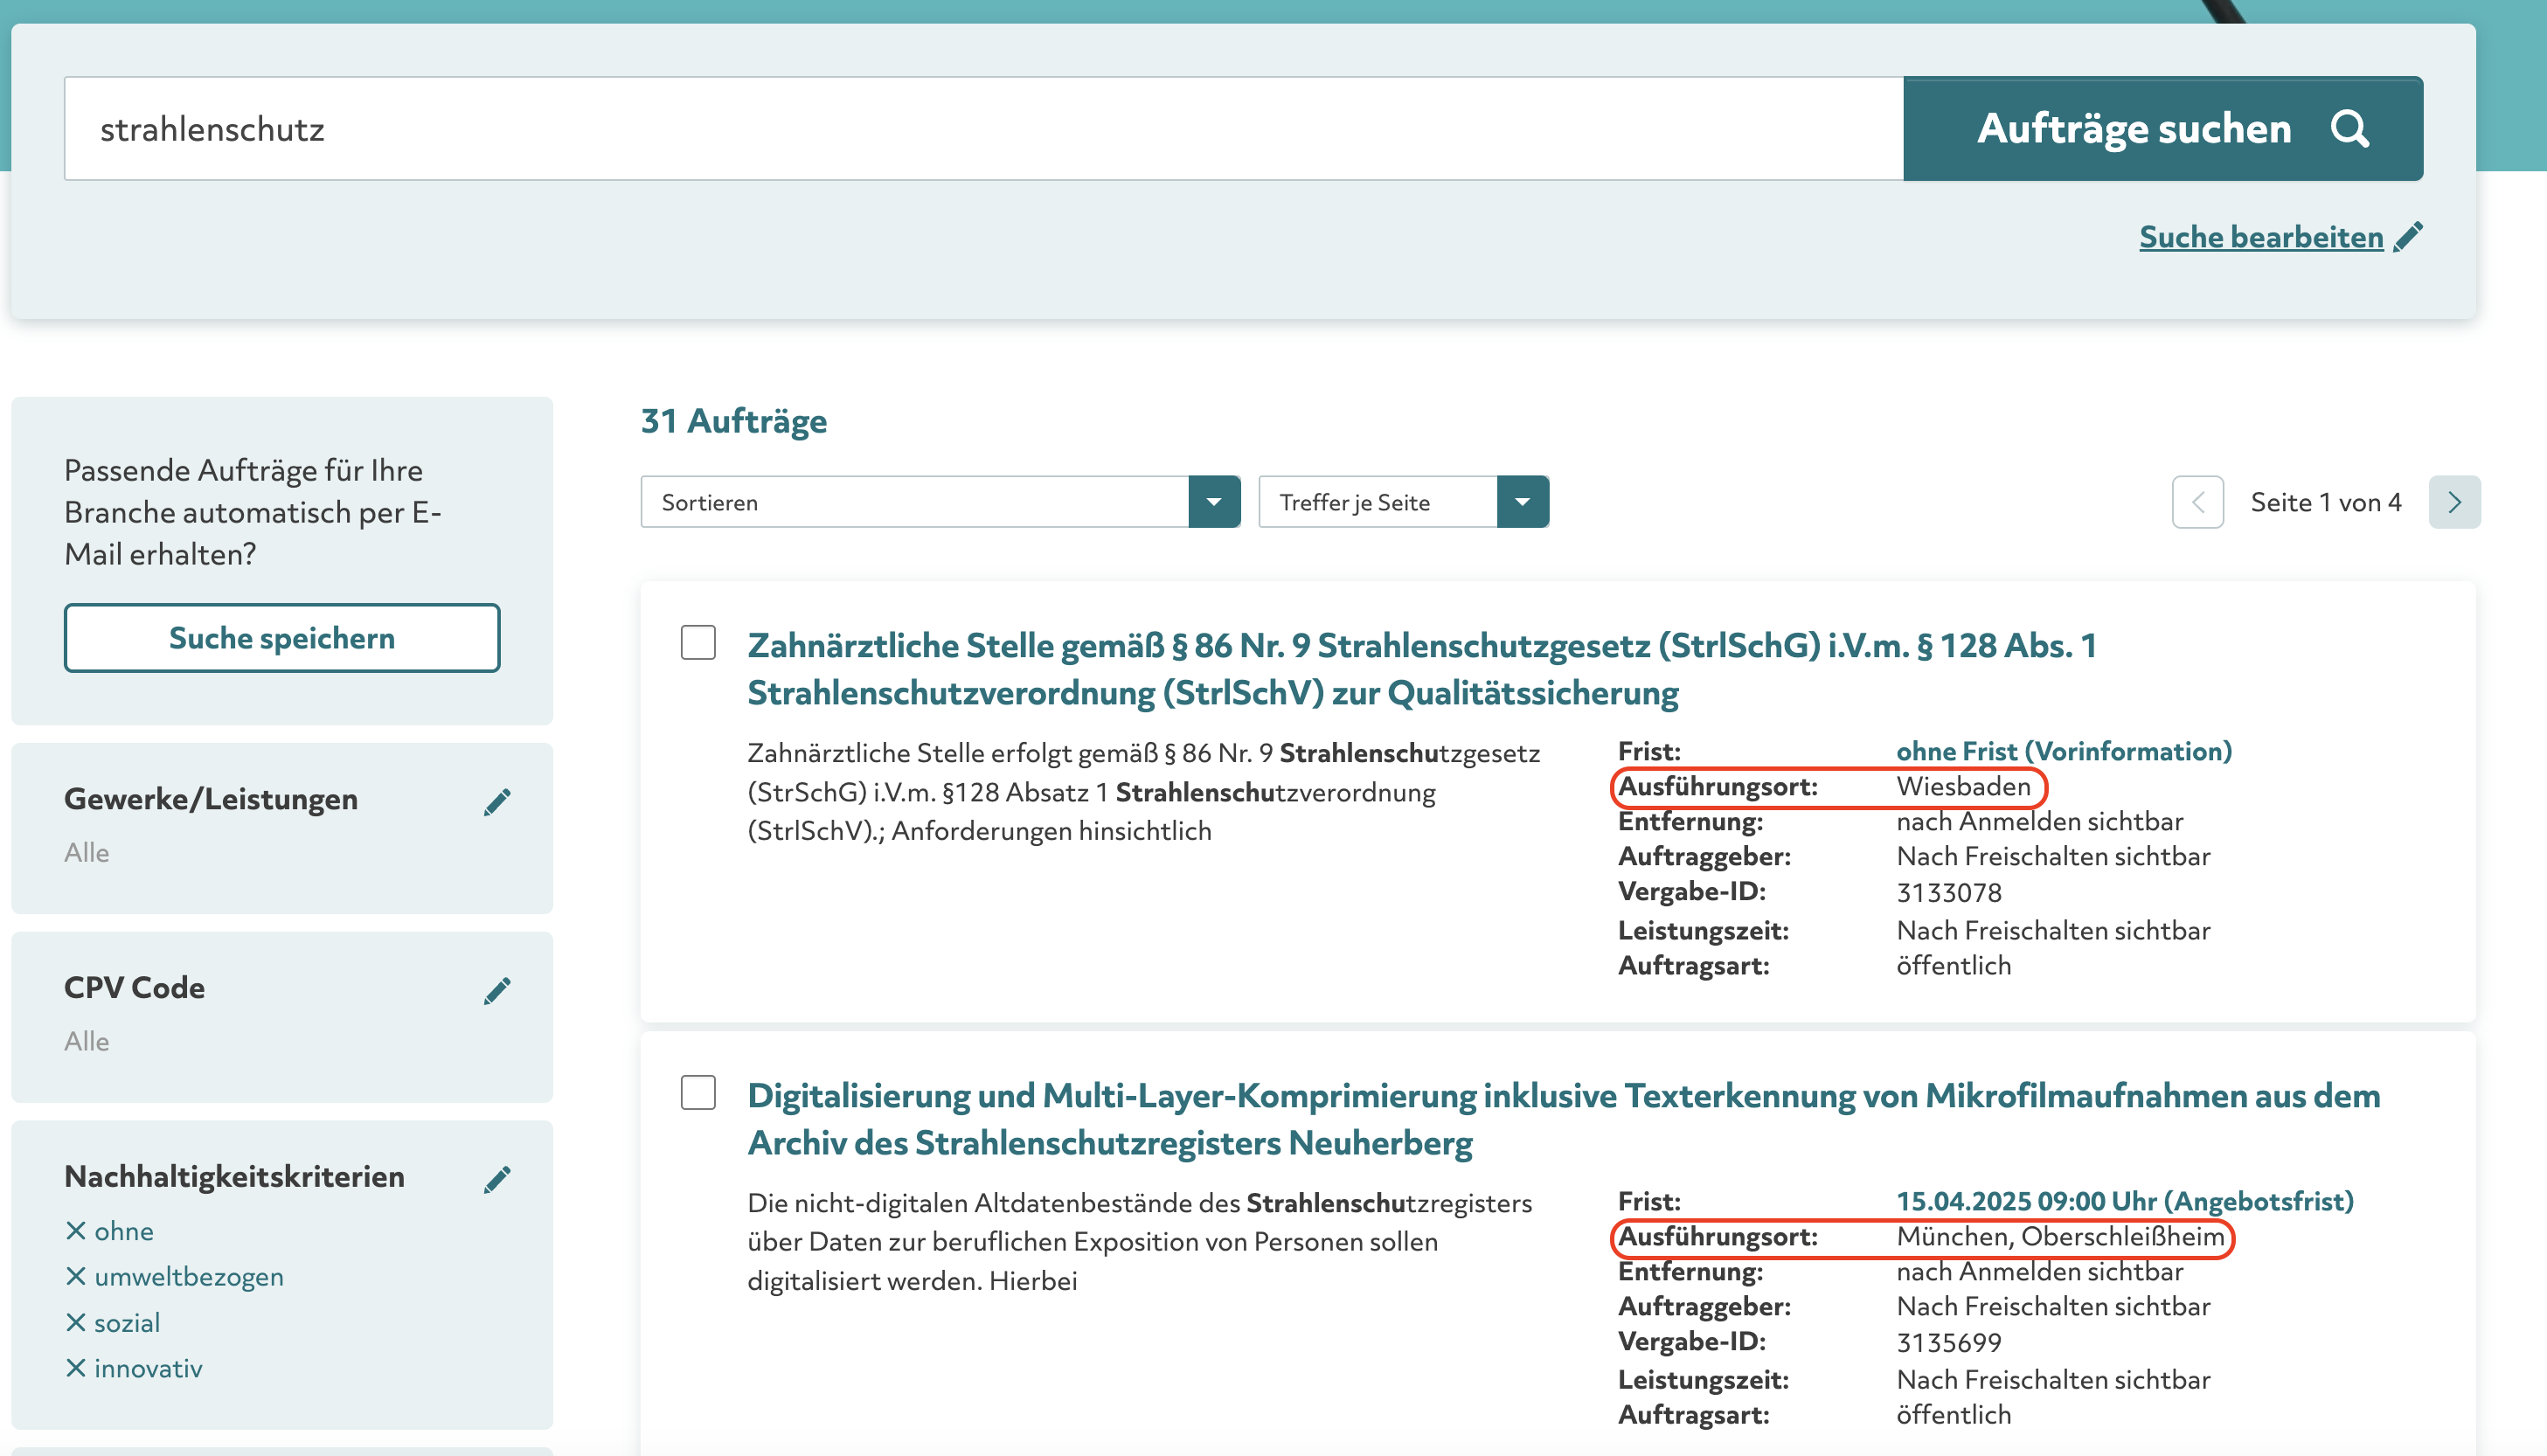 strahlenschutz
Aufträge suchen
Suche bearbeiten
Passende Aufträge für Ihre
Branche automatisch per E-
Mail erhalten?
Suche speichern
Gewerke/Leistungen
Alle
CPV Code
Alle
Nachhaltigkeitskriterien
ohne
umweltbezogen
sozial
innovativ
31 Aufträge
Sortieren
Treffer je Seite
Seite 1 von 4
Zahnärztliche Stelle gemäß § 86 Nr. 9 Strahlenschutzgesetz (StrlSchG) i.V.m. § 128 Abs. 1
Strahlenschutzverordnung (StrlSchV) zur Qualitätssicherung
Zahnärztliche Stelle erfolgt gemäß § 86 Nr. 9 Strahlenschutzgesetz
(StrSchG) i.V.m. §128 Absatz 1 Strahlenschutzverordnung
(StrlSchV).; Anforderungen hinsichtlich
Frist: ohne Frist (Vorinformation)
Ausführungsort: Wiesbaden
Entfernung: nach Anmelden sichtbar
Auftraggeber: Nach Freischalten sichtbar
Vergabe-ID: 3133078
Leistungszeit: Nach Freischalten sichtbar
Auftragsart: öffentlich
Digitalisierung und Multi-Layer-Komprimierung inklusive Texterkennung von Mikrofilmaufnahmen aus dem
Archiv des Strahlenschutzregisters Neuherberg
Die nicht-digitalen Altdatenbestände des Strahlenschutzregisters
über Daten zur beruflichen Exposition von Personen sollen
digitalisiert werden. Hierbei
Frist: 15.04.2025 09:00 Uhr (Angebotsfrist)
Ausführungsort: München, Oberschleißheim
Entfernung: nach Anmelden sichtbar
Auftraggeber: Nach Freischalten sichtbar
Vergabe-ID: 3135699
Leistungszeit: Nach Freischalten sichtbar
Auftragsart: öffentlich